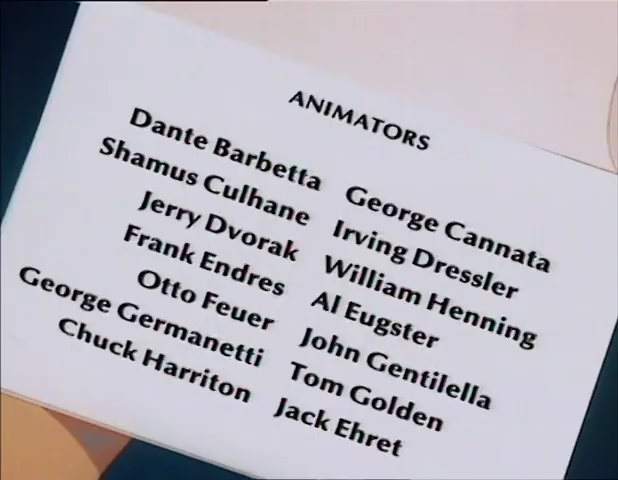 ANIMATORS
Dante Barbetta George Cannata
Shamus Culhane Irving Dressler
Jerry Dvorak William Henning
Frank Endres Al Eugster
Otto Feuer John Gentilella
George Germanetti Tom Golden
Chuck Harriton Jack Ehret